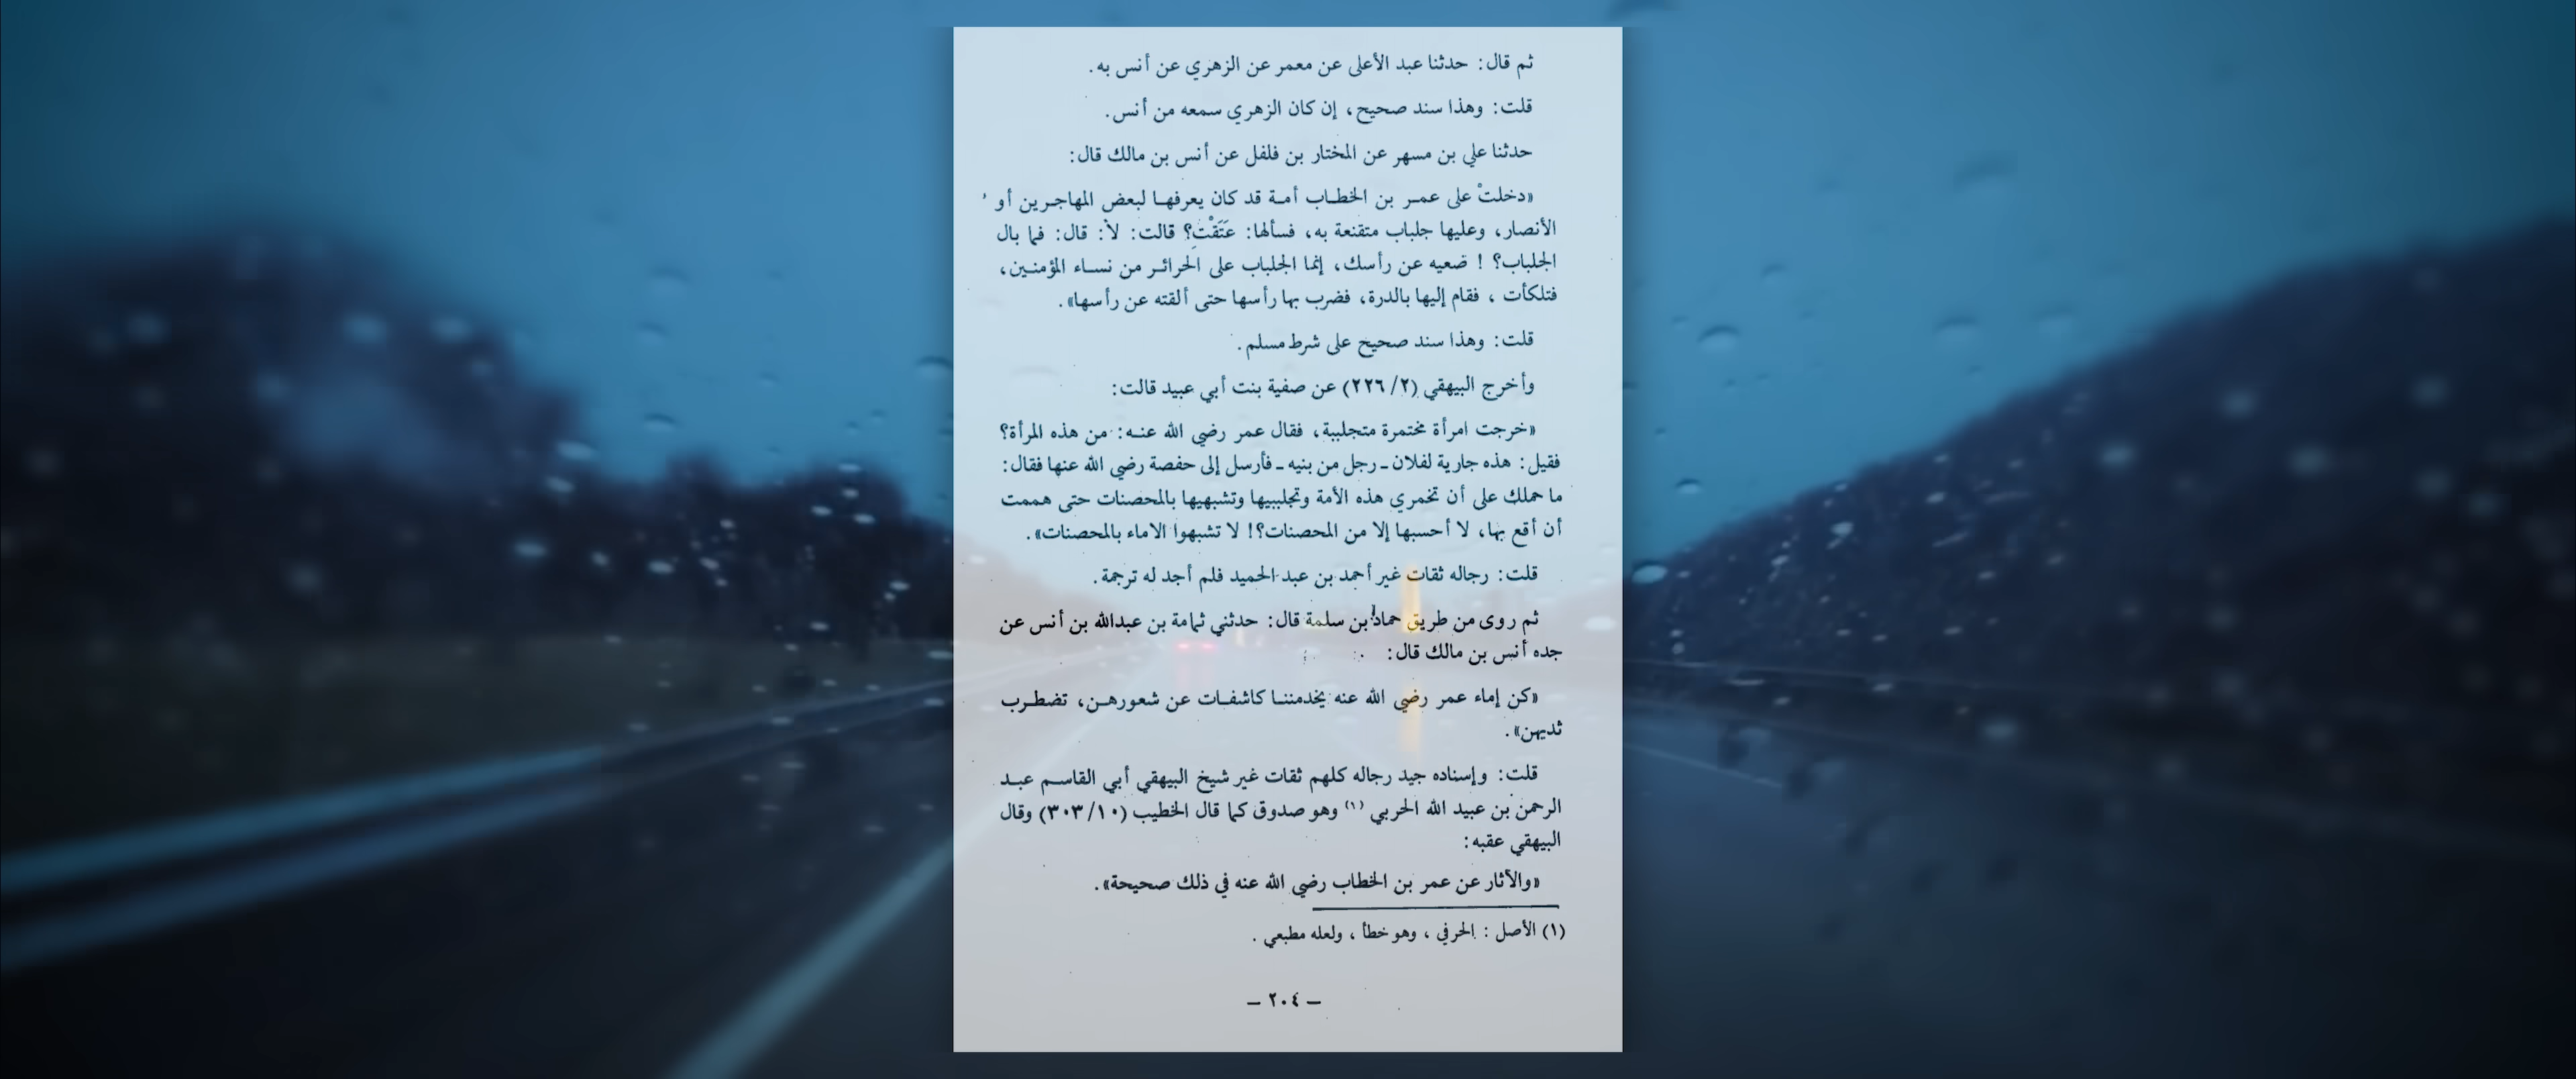 ثم قال: حدثنا عبد الأعلى عن معمر عن الزهري عن أنس به.
قلت: وهذا سند صحيح، إن كان الزهري سمعه من أنس.
حدثنا علي بن مسهر عن المختار بن فلفل عن أنس بن مالك قال:
«دخلتْ على عمر بن الخطاب أمة قد كان يعرفها لبعض المهاجرين أو
الأنصار، وعليها جلباب متقنعة به، فسألها: عَتَقْتِ؟ قالت: لا: قال: فما بال
الجلباب؟ ! ضعيه عن رأسك، إنما الجلباب على الحرائر من نساء المؤمنين،
فتلكأت ، فقام إليها بالدرة، فضرب بها رأسها حتى ألقته عن رأسها».
قلت: وهذا سند صحيح على شرط مسلم.
وأخرج البيهقي (٢/ ٢٢٦) عن صفية بنت أبي عبيد قالت:
«خرجت امرأة مختمرة متجلببة، فقال عمر رضي الله عنه: من هذه المرأة؟
فقيل: هذه جارية لفلان ـ رجل من بنيه ـ فأرسل إلى حفصة رضي الله عنها فقال:
ما حملك على أن تخمري هذه الأمة وتجلببيها وتشبهيها بالمحصنات حتى هممت
أن أقع بها، لا أحسبها إلا من المحصنات؟! لا تشبهوا الاماء بالمحصنات».
قلت: رجاله ثقات غير أحمد بن عبد الحميد فلم أجد له ترجمة.
ثم روى من طريق حماد بن سلمة قال: حدثني ثمامة بن عبدالله بن أنس عن
جده أنس بن مالك قال:
«كن إماء عمر رضي الله عنه يخدمننا كاشفات عن شعورهن، تضطرب
ثديهن».
قلت: وإسناده جيد رجاله كلهم ثقات غير شيخ البيهقي أبي القاسم عبد
الرحمن بن عبيد الله الحربي (١) وهو صدوق كما قال الخطيب (١٠/ ٣٠٣) وقال
البيهقي عقبه:
«والآثار عن عمر بن الخطاب رضي الله عنه في ذلك صحيحة».
(١) الأصل : الحرفي ، وهو خطأ ، ولعله مطبعي .
— ٢٠٤ —